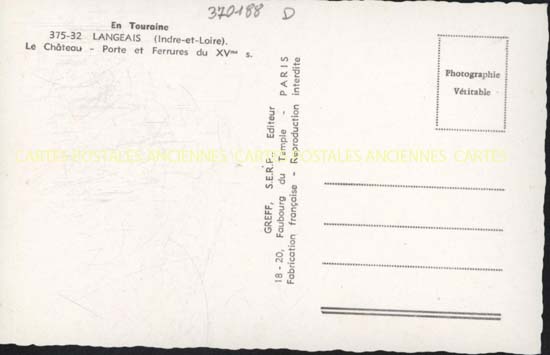 370188 D
En Touraine
375-32 LANGEAIS (Indre-et-Loire).
Le Château - Porte et Ferrures du XVme s.
GREFF, S.E.R.P., Editeur
18 - 20, Faubourg du Temple - PARIS
Fabrication française - Reproduction interdite
Photographie
Véritable
CARTES POSTALES ANCIENNES CARTES POSTALES ANCIENNES CARTES